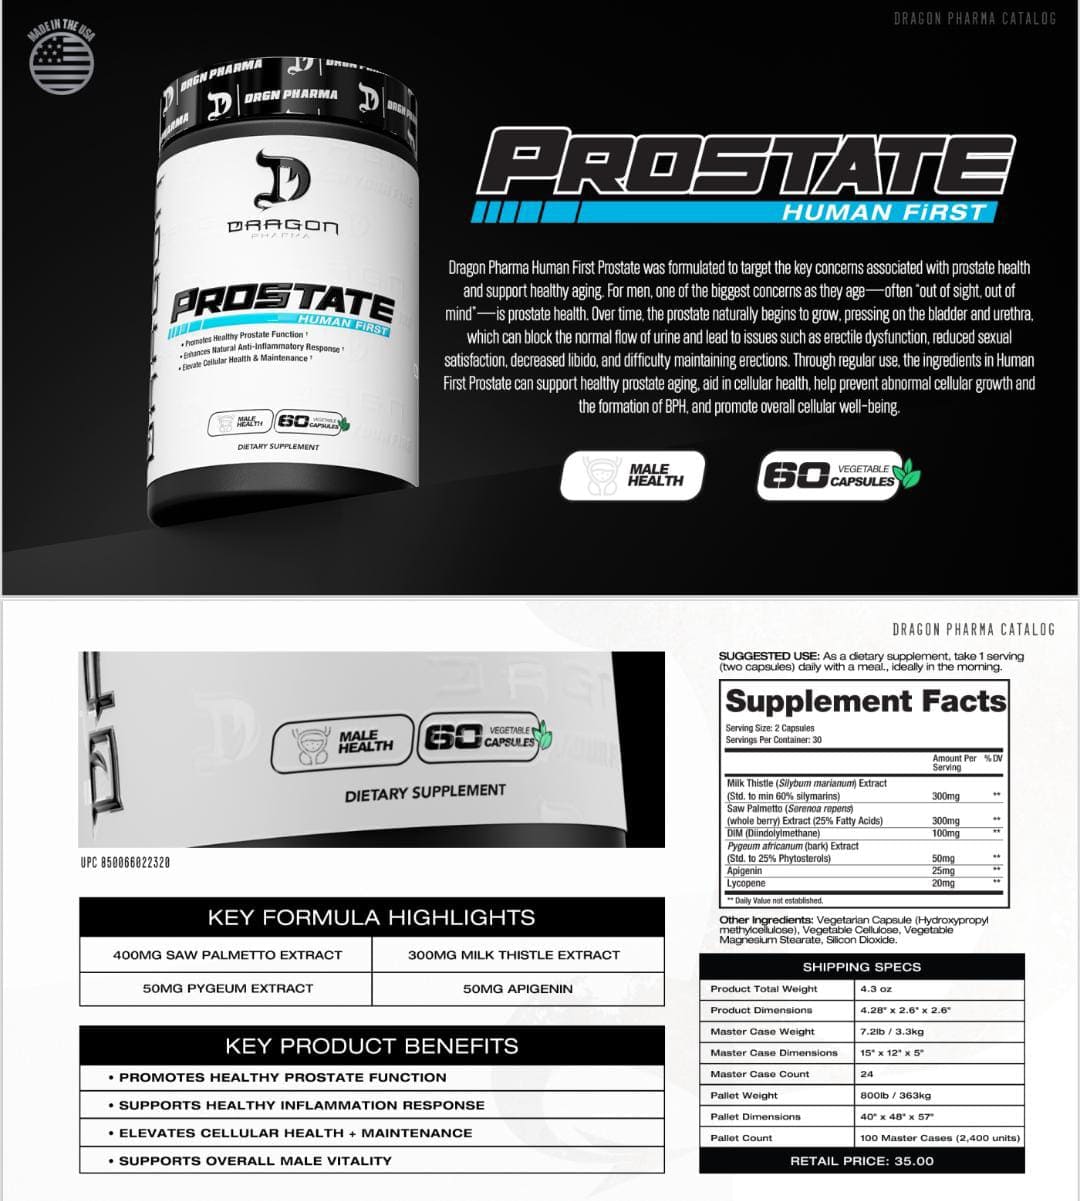 MADE IN THE USA
DRAGON PHARMA CATALOG
DRGN PHARMA
DRGN PHARMA
DRAGON
PHARMA
PROSTATE
HUMAN FiRST
• Promotes Healthy Prostate Function †
• Enhances Natural Anti-Inflammatory Response †
• Elevate Cellular Health & Maintenance †
MALE HEALTH
60 VEGETABLE CAPSULES
DIETARY SUPPLEMENT
PROSTATE
HUMAN FiRST
Dragon Pharma Human First Prostate was formulated to target the key concerns associated with prostate health
and support healthy aging. For men, one of the biggest concerns as they age—often “out of sight, out of
mind”—is prostate health. Over time, the prostate naturally begins to grow, pressing on the bladder and urethra,
which can block the normal flow of urine and lead to issues such as erectile dysfunction, reduced sexual
satisfaction, decreased libido, and difficulty maintaining erections. Through regular use, the ingredients in Human
First Prostate can support healthy prostate aging, aid in cellular health, help prevent abnormal cellular growth and
the formation of BPH, and promote overall cellular well-being.
MALE HEALTH
60 VEGETABLE CAPSULES
DRAGON PHARMA CATALOG
MALE HEALTH
60 VEGETABLE CAPSULES
DIETARY SUPPLEMENT
UPC 850066022320
KEY FORMULA HIGHLIGHTS
400MG SAW PALMETTO EXTRACT 300MG MILK THISTLE EXTRACT
50MG PYGEUM EXTRACT 50MG APIGENIN
KEY PRODUCT BENEFITS
• PROMOTES HEALTHY PROSTATE FUNCTION
• SUPPORTS HEALTHY INFLAMMATION RESPONSE
• ELEVATES CELLULAR HEALTH + MAINTENANCE
• SUPPORTS OVERALL MALE VITALITY
SUGGESTED USE: As a dietary supplement, take 1 serving
(two capsules) daily with a meal., ideally in the morning.
Supplement Facts
Serving Size: 2 Capsules
Servings Per Container: 30
Amount Per Serving % DV
Milk Thistle (Silybum marianum) Extract
(Std. to min 60% silymarins) 300mg **
Saw Palmetto (Serenoa repens)
(whole berry) Extract (25% Fatty Acids) 300mg **
DIM (Diindolylmethane) 100mg **
Pygeum africanum (bark) Extract
(Std. to 25% Phytosterols) 50mg **
Apigenin 25mg **
Lycopene 20mg **
** Daily Value not established.
Other Ingredients: Vegetarian Capsule (Hydroxypropyl
methylcellulose), Vegetable Cellulose, Vegetable
Magnesium Stearate, Silicon Dioxide.
SHIPPING SPECS
Product Total Weight 4.3 oz
Product Dimensions 4.28" x 2.6" x 2.6"
Master Case Weight 7.2lb / 3.3kg
Master Case Dimensions 15" x 12" x 5"
Master Case Count 24
Pallet Weight 800lb / 363kg
Pallet Dimensions 40" x 48" x 57"
Pallet Count 100 Master Cases (2,400 units)
RETAIL PRICE: 35.00